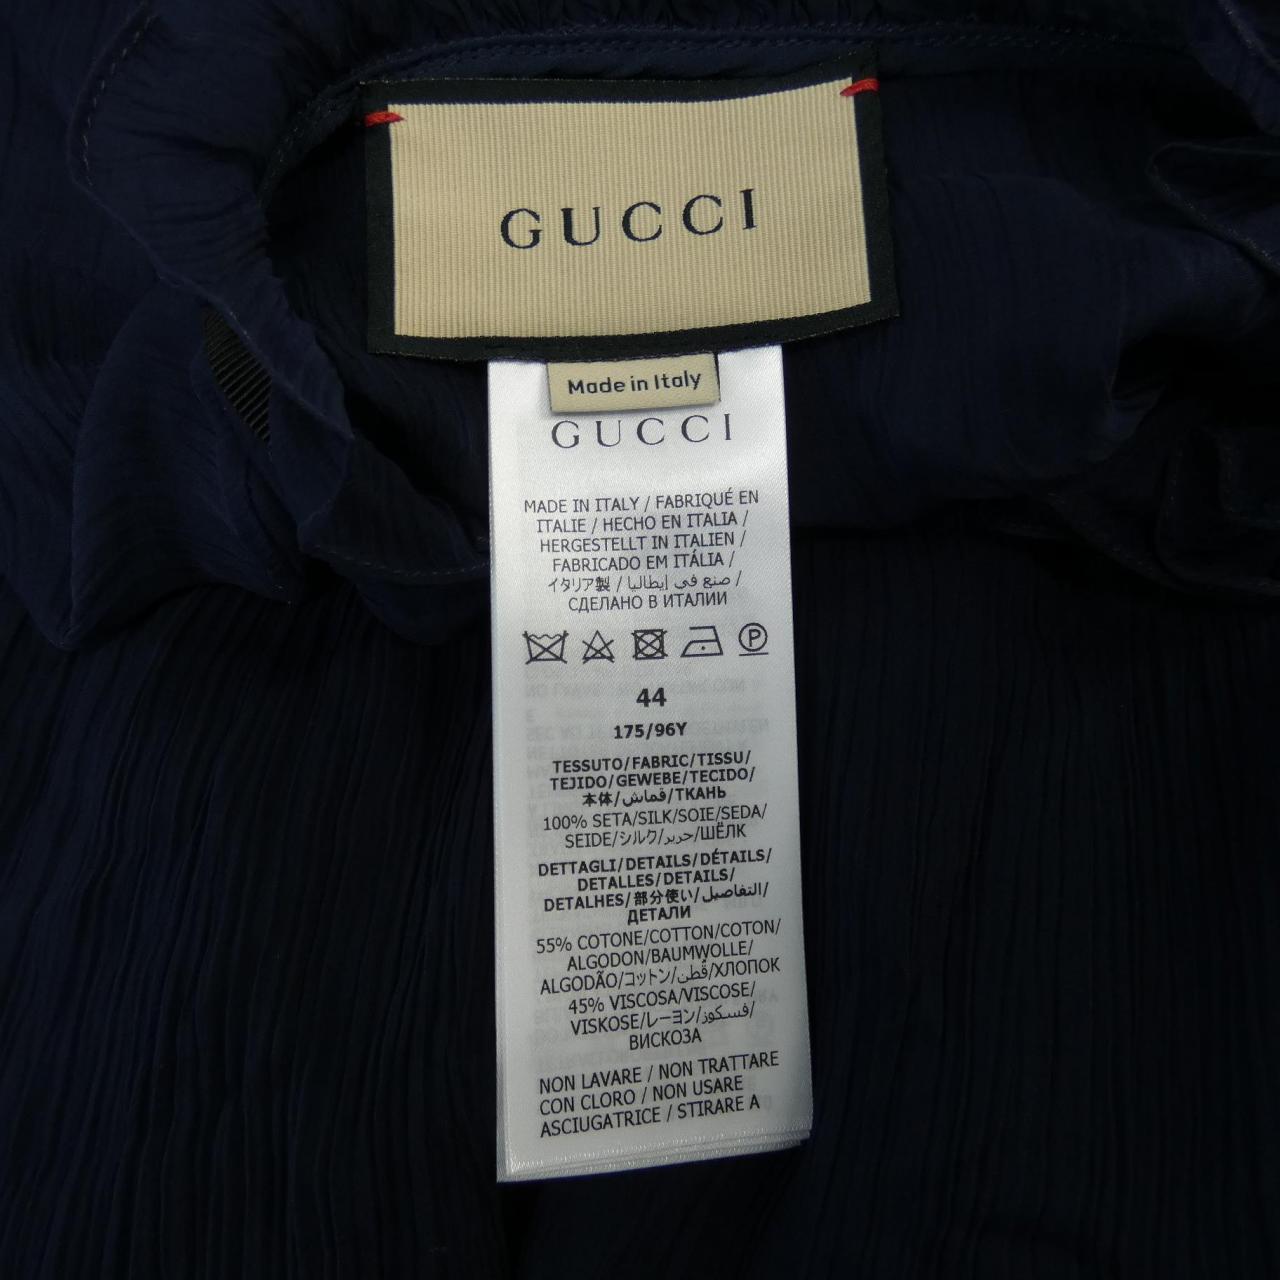 GUCCI
Made in Italy
GUCCI
MADE IN ITALY / FABRIQUÉ EN
ITALIE / HECHO EN ITALIA /
HERGESTELLT IN ITALIEN /
FABRICADO EM ITÁLIA /
イタリア製 / صنع في إيطاليا /
СДЕЛАНО В ИТАЛИИ
P
44
175/96Y
TESSUTO/FABRIC/TISSU/
TEJIDO/GEWEBE/TECIDO/
本体/قماش/ТКАНЬ
100% SETA/SILK/SOIE/SEDA/
SEIDE/シルク/حرير/ШЁЛК
DETTAGLI/DETAILS/DÉTAILS/
DETALLES/DETAILS/
DETALHES/部分使い/التفاصيل/
ДЕТАЛИ
55% COTONE/COTTON/COTON/
ALGODON/BAUMWOLLE/
ALGODÃO/コットン/قُطن/ХЛОПОК
45% VISCOSA/VISCOSE/
VISKOSE/レーヨン/فسكوز/
ВИСКОЗА
NON LAVARE / NON TRATTARE
CON CLORO / NON USARE
ASCIUGATRICE / STIRARE A